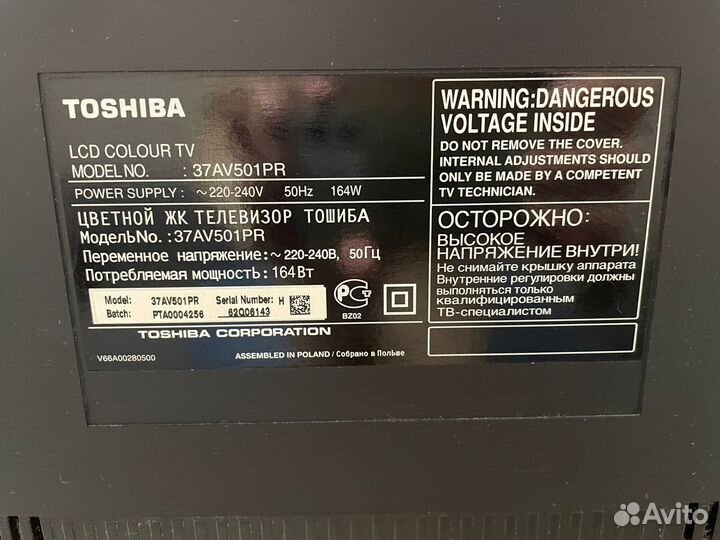 TOSHIBA
LCD COLOUR TV
MODEL NO. : 37AV501PR
POWER SUPPLY : ~220-240V 50Hz 164W
ЦВЕТНОЙ ЖК ТЕЛЕВИЗОР ТОШИБА
МодельNo. : 37AV501PR
Переменное напряжение: ~220-240В, 50Гц
Потребляемая мощность: 164Вт
Model: 37AV501PR Serial Number: H
Batch: PTA0004256 62Q06143
BZ02
TOSHIBA CORPORATION
V66A00280500 ASSEMBLED IN POLAND / Собрано в Польше
WARNING:DANGEROUS
VOLTAGE INSIDE
DO NOT REMOVE THE COVER.
INTERNAL ADJUSTMENTS SHOULD
ONLY BE MADE BY A COMPETENT
TV TECHNICIAN.
ОСТОРОЖНО:
ВЫСОКОЕ
НАПРЯЖЕНИЕ ВНУТРИ!
Не снимайте крышку аппарата
Внутренние регулировки должны
выполняться только
квалифицированным
ТВ-специалистом
Avito